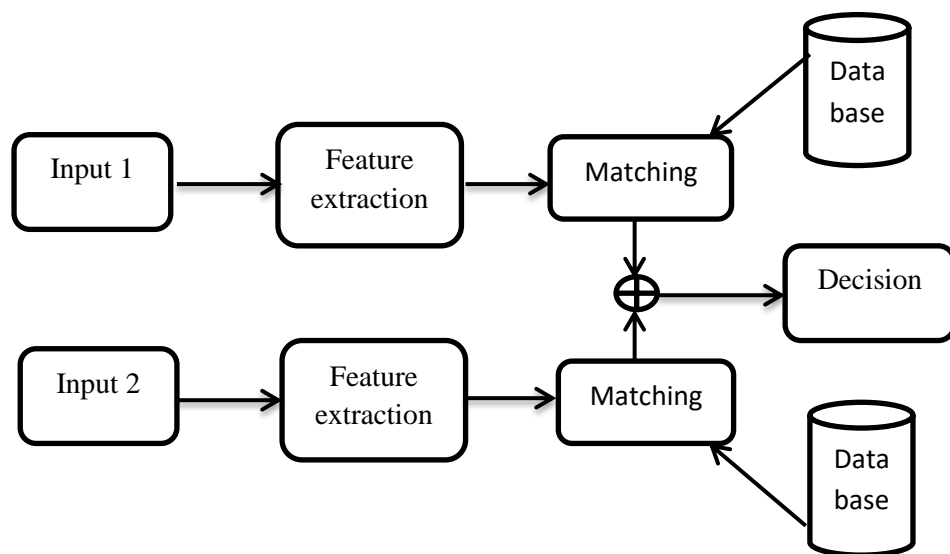 Data
base
Input 1
Feature
extraction
Matching
Decision
Input 2
Feature
extraction
Matching
Data
base